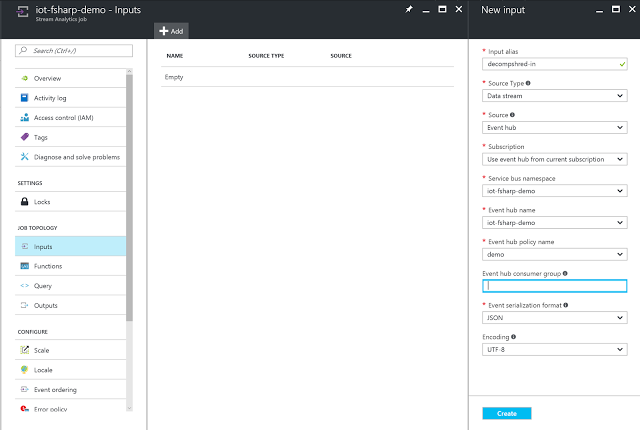 iot-fsharp-demo - Inputs
Stream Analytics job
Search (Ctrl+/)
Overview
Activity log
Access control (IAM)
Tags
Diagnose and solve problems
SETTINGS
Locks
JOB TOPOLOGY
Inputs
Functions
Query
Outputs
CONFIGURE
Scale
Locale
Event ordering
Error policy
Add
NAME SOURCE TYPE SOURCE
Empty
New input
* Input alias
decompshred-in
* Source Type
Data stream
* Source
Event hub
* Subscription
Use event hub from current subscription
* Service bus namespace
iot-fsharp-demo
* Event hub name
iot-fsharp-demo
* Event hub policy name
demo
Event hub consumer group
* Event serialization format
JSON
Encoding
UTF-8
Create